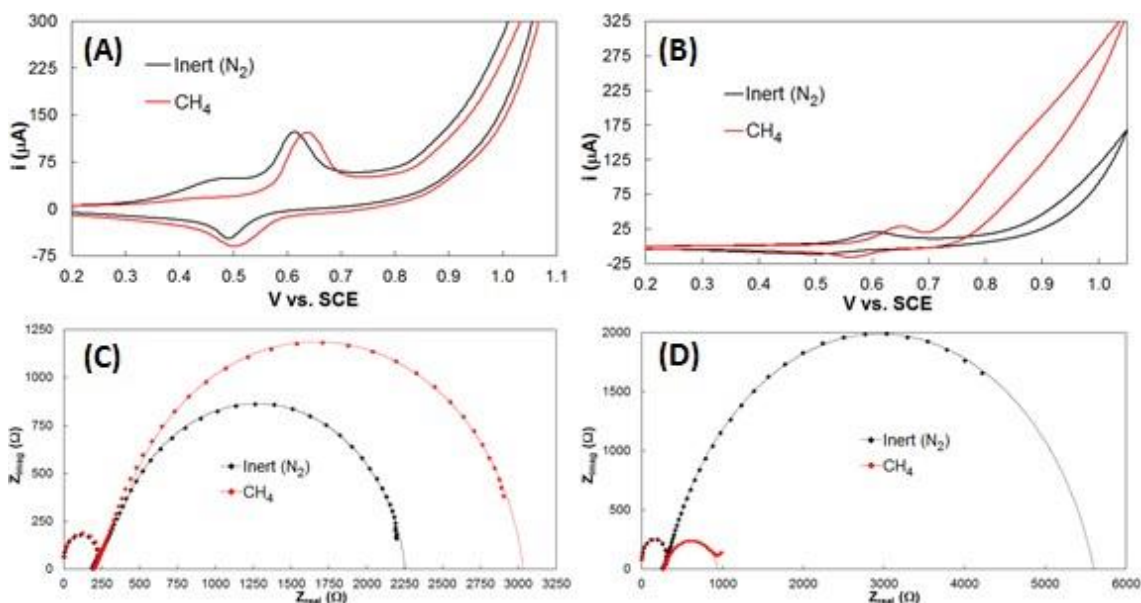 (A)
Inert (N₂)
CH₄
i (μA)
300
225
150
75
0
-75
0.2 0.3 0.4 0.5 0.6 0.7 0.8 0.9 1.0 1.1
V vs. SCE
(B)
Inert (N₂)
CH₄
i (μA)
325
275
225
175
125
75
25
-25
0.2 0.3 0.4 0.5 0.6 0.7 0.8 0.9 1.0
V vs. SCE
(C)
Inert (N₂)
CH₄
Zimag (Ω)
1250
1000
750
500
250
0
0 250 500 750 1000 1250 1500 1750 2000 2250 2500 2750 3000 3250
(Ω)
(D)
Inert (N₂)
CH₄
Zimag (Ω)
2000
1500
1000
500
0
0 1000 2000 3000 4000 5000 6000
(Ω)